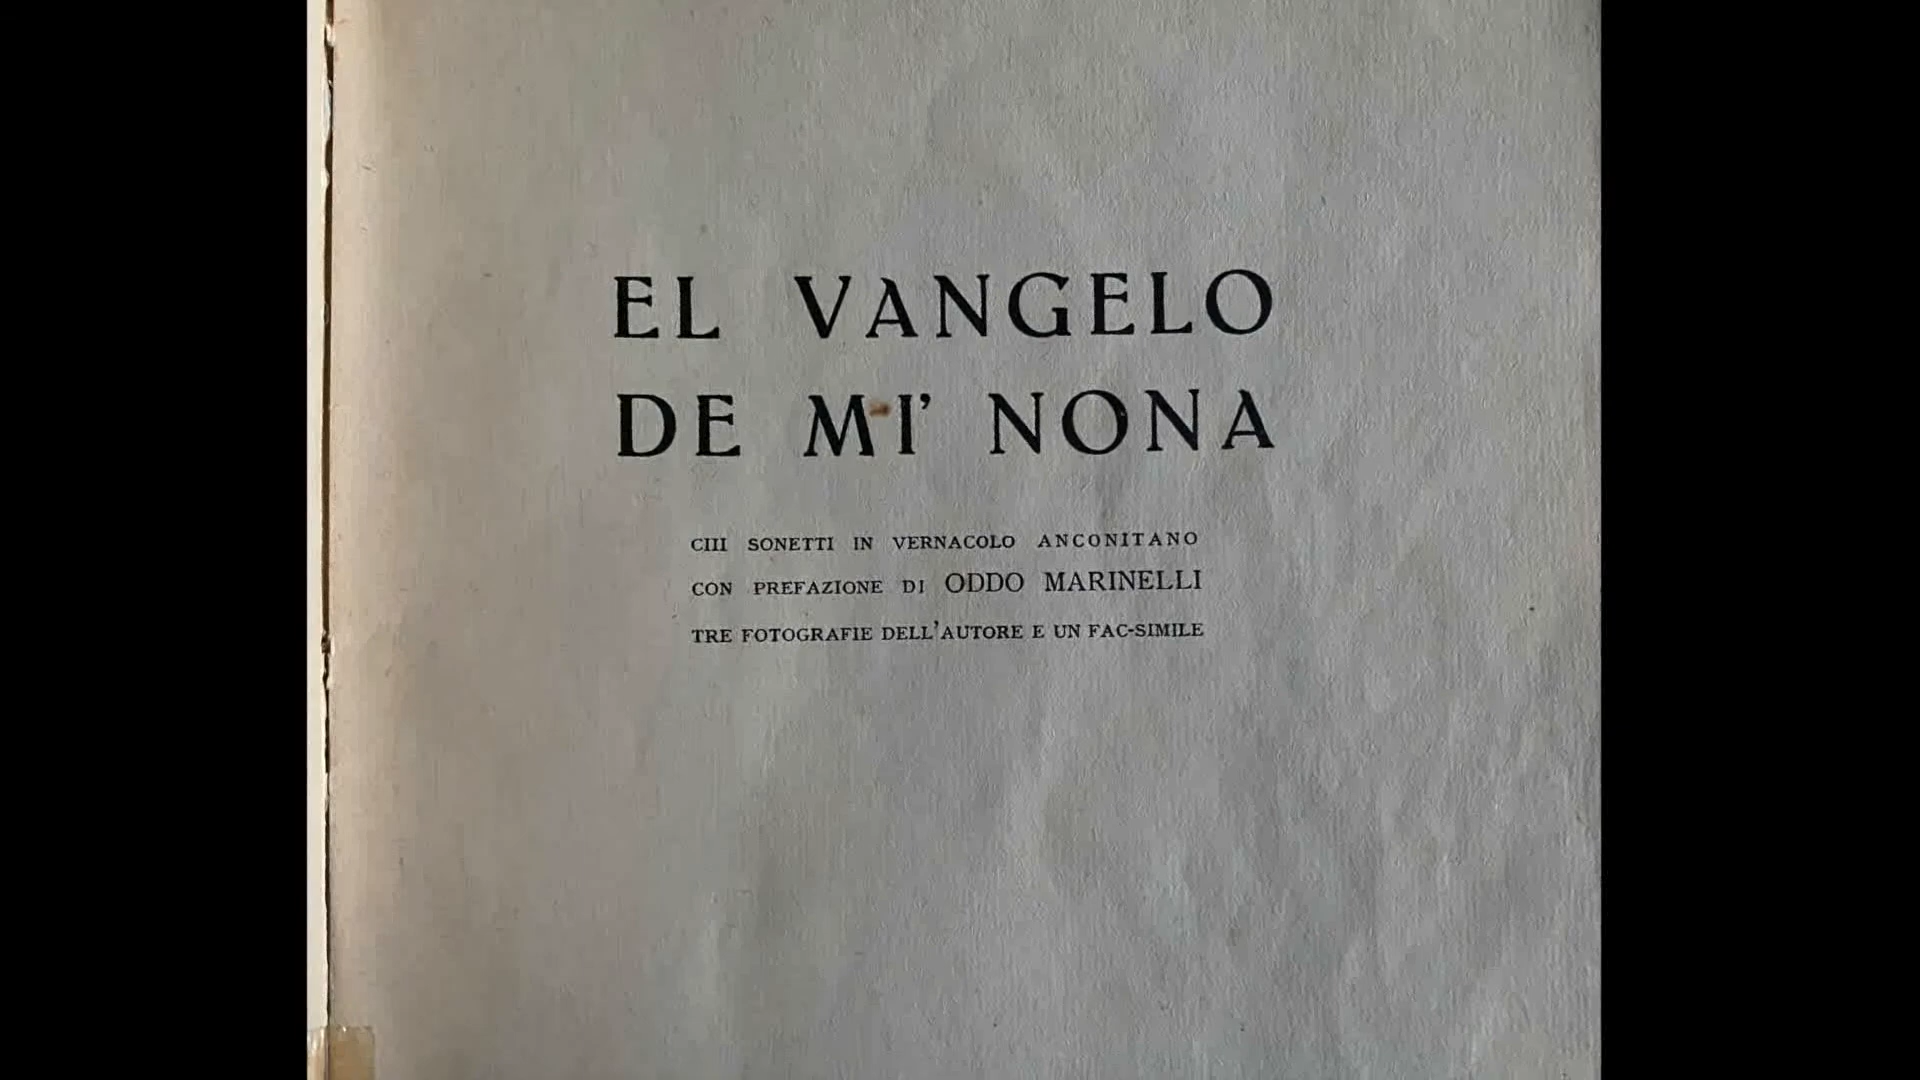 EL VANGELO
DE MI' NONA
CIII SONETTI IN VERNACOLO ANCONITANO
CON PREFAZIONE DI ODDO MARINELLI
TRE FOTOGRAFIE DELL'AUTORE E UN FAC-SIMILE